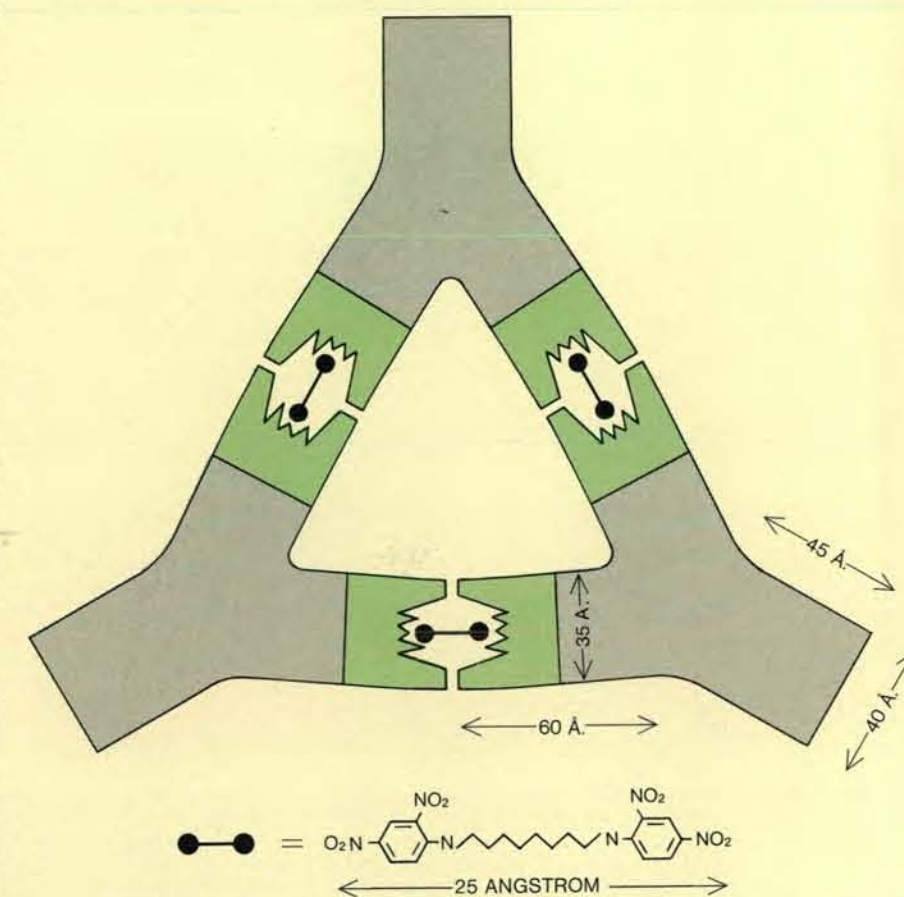 45 Å.
35 Å.
60 Å.
40 Å.
NO₂
NO₂
= O₂N N N NO₂
25 ANGSTROM